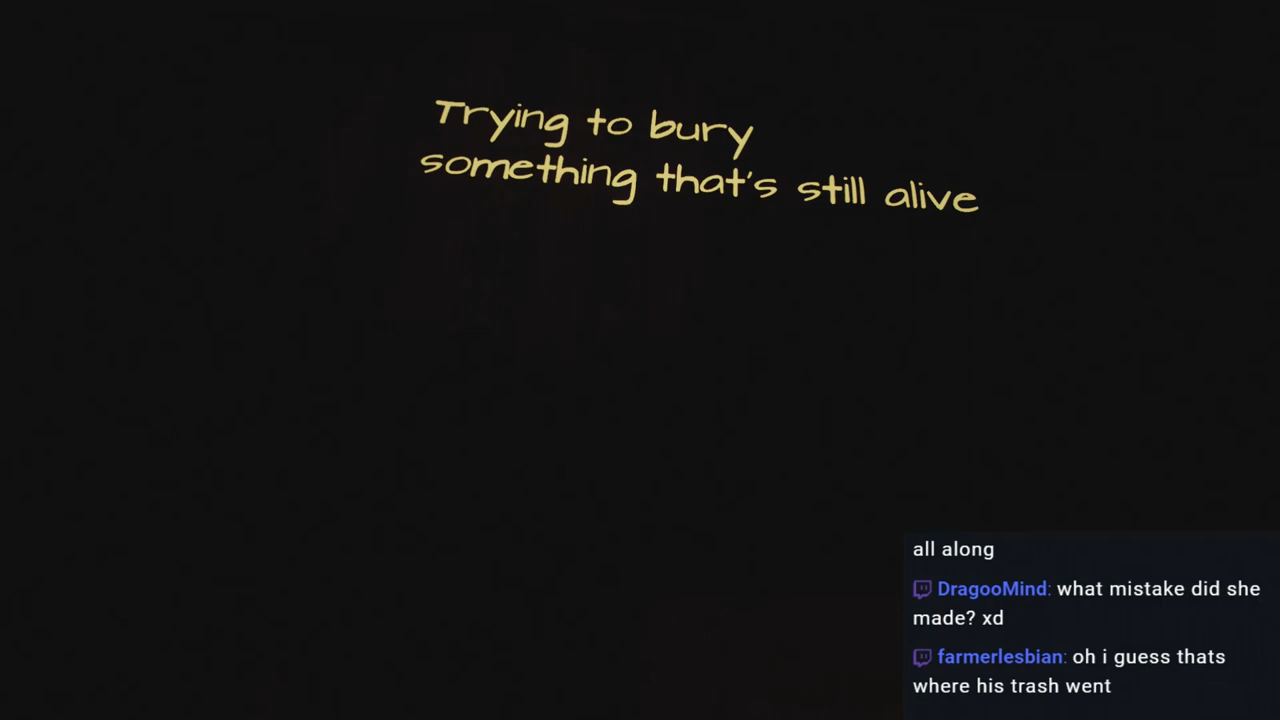 Trying to bury
something that's still alive
all along
DragooMind: what mistake did she
made? xd
farmerlesbian: oh i guess thats
where his trash went